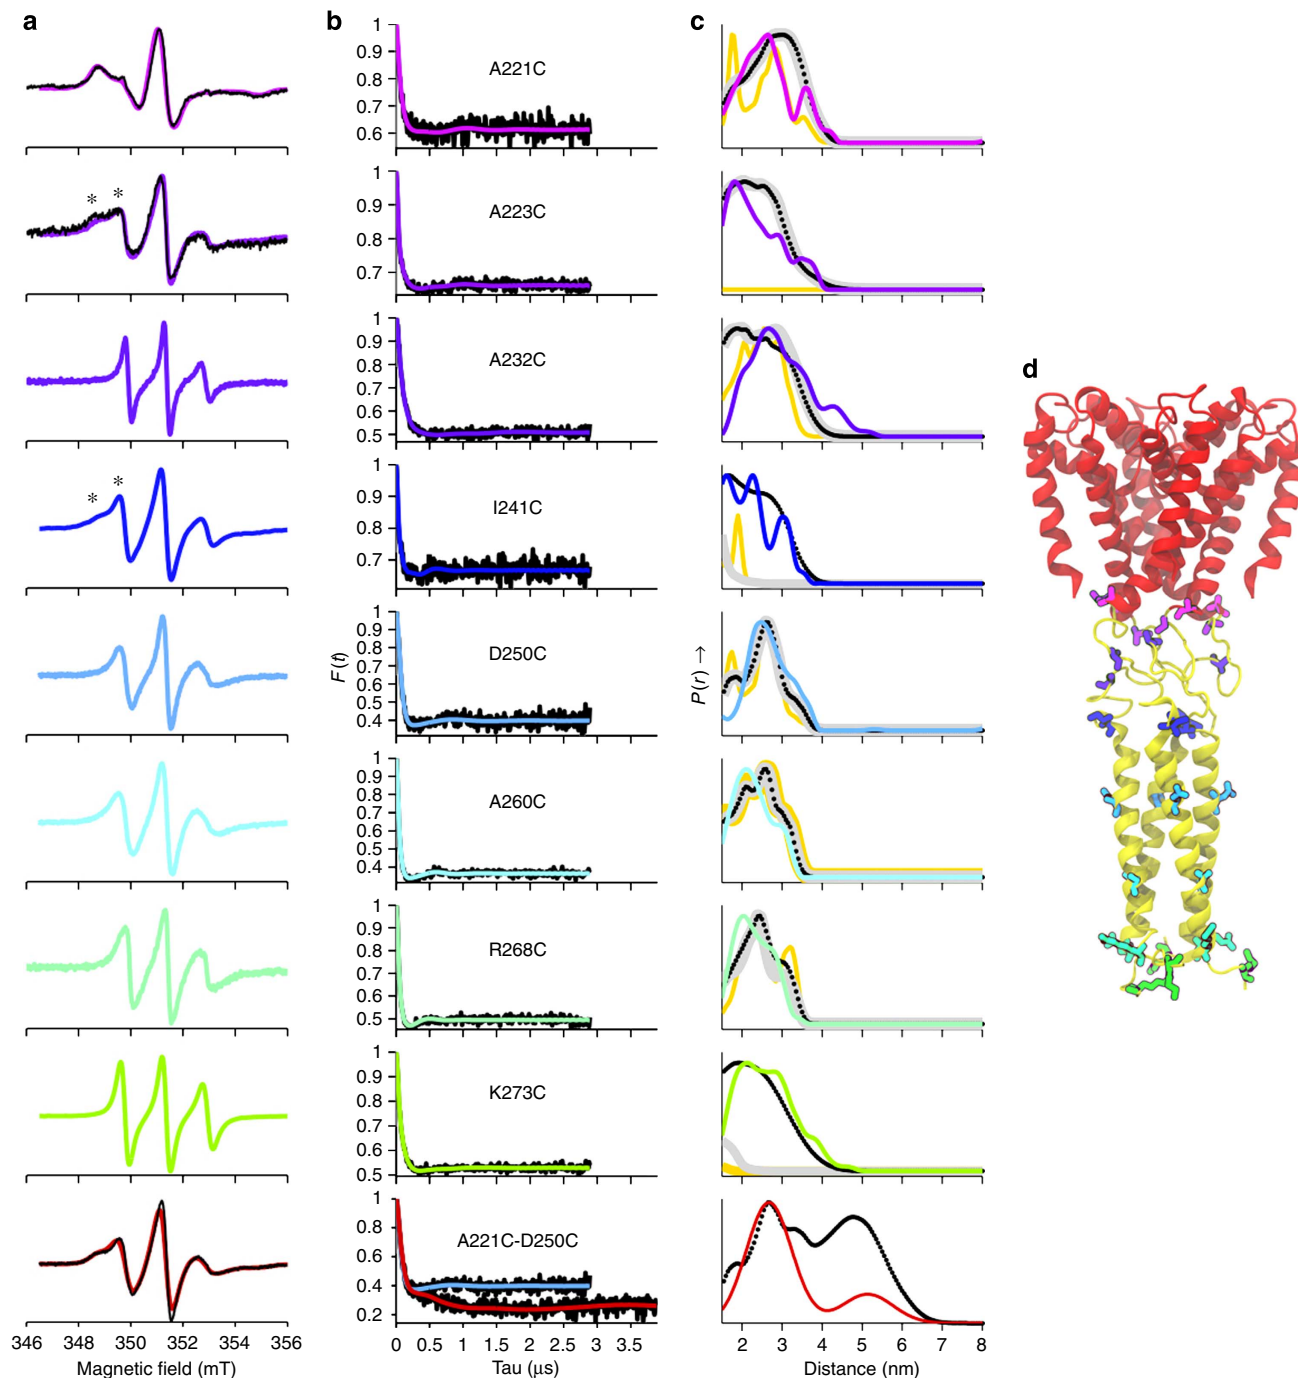 a
b
c
d
* *
* *
1
0.9
0.8
0.7
0.6
A221C
1
0.9
0.8
0.7
A223C
1
0.9
0.8
0.7
0.6
0.5
A232C
1
0.9
0.8
0.7
I241C
1
0.9
0.8
0.7
0.6
0.5
0.4
D250C
F(t)
P(r) →
1
0.9
0.8
0.7
0.6
0.5
0.4
A260C
1
0.9
0.8
0.7
0.6
0.5
R268C
1
0.9
0.8
0.7
0.6
0.5
K273C
1
0.8
0.6
0.4
0.2
A221C-D250C
346 348 350 352 354 356
Magnetic field (mT)
0 0.5 1 1.5 2 2.5 3 3.5
Tau (μs)
2 3 4 5 6 7 8
Distance (nm)